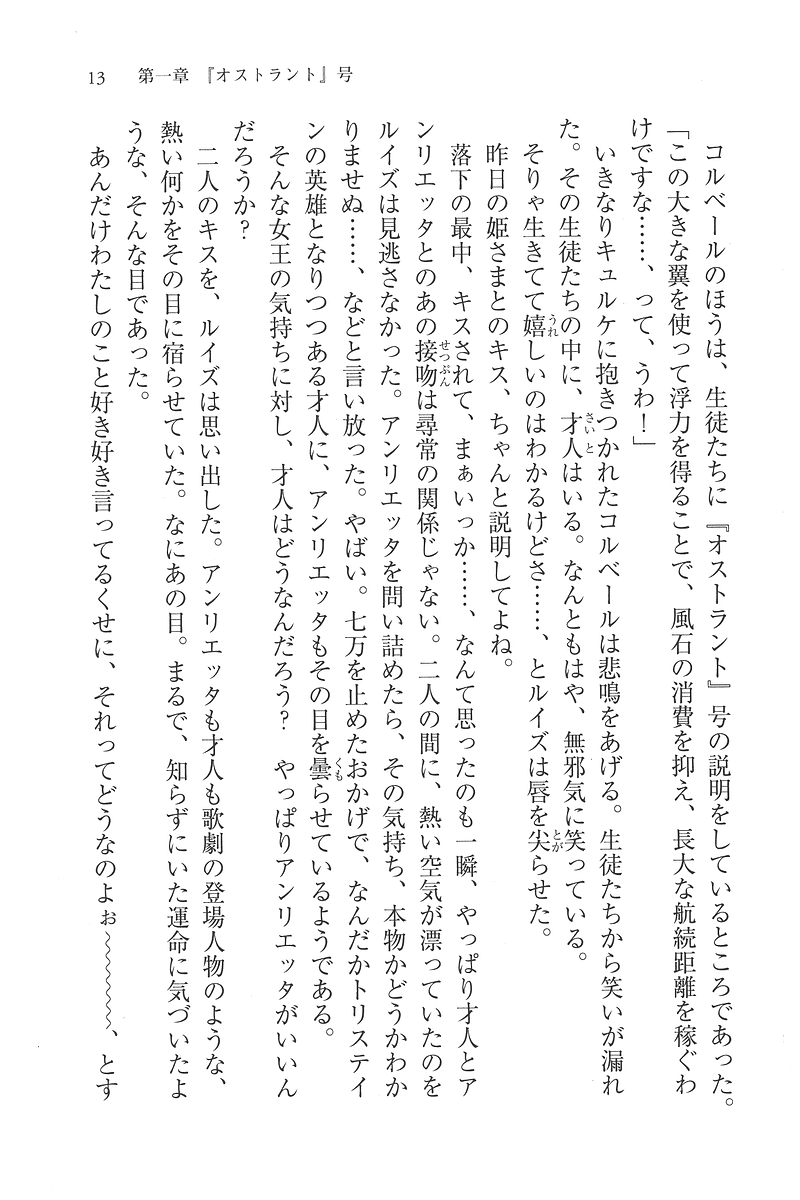 13　第一章　『オストラント』号
　コルベールのほうは、生徒たちに『オストラント』号の説明をしているところであった。
「この大きな翼を使って浮力を得ることで、風石の消費を抑え、長大な航続距離を稼ぐわ
けですな……、って、うわ！」
　いきなりキュルケに抱きつかれたコルベールは悲鳴をあげる。生徒たちから笑いが漏れ
た。その生徒たちの中に、才人はいる。なんともはや、無邪気に笑っている。
　そりゃ生きてて嬉しいのはわかるけどさ……、とルイズは唇を尖らせた。
　昨日の姫さまとのキス、ちゃんと説明してよね。
　落下の最中、キスされて、まぁいっか……、なんて思ったのも一瞬、やっぱり才人とア
ンリエッタとのあの接吻は尋常の関係じゃない。二人の間に、熱い空気が漂っていたのを
ルイズは見逃さなかった。アンリエッタを問い詰めたら、その気持ち、本物かどうかわか
りませぬ……、などと言い放った。やばい。七万を止めたおかげで、なんだかトリステイ
ンの英雄となりつつある才人に、アンリエッタもその目を曇らせているようである。
　そんな女王の気持ちに対し、才人はどうなんだろう？　やっぱりアンリエッタがいいん
だろうか？
　二人のキスを、ルイズは思い出した。アンリエッタも才人も歌劇の登場人物のような、
熱い何かをその目に宿らせていた。なにあの目。まるで、知らずにいた運命に気づいたよ
うな、そんな目であった。
　あんだけわたしのこと好き好き言ってるくせに、それってどうなのよぉ〜〜〜〜、とす